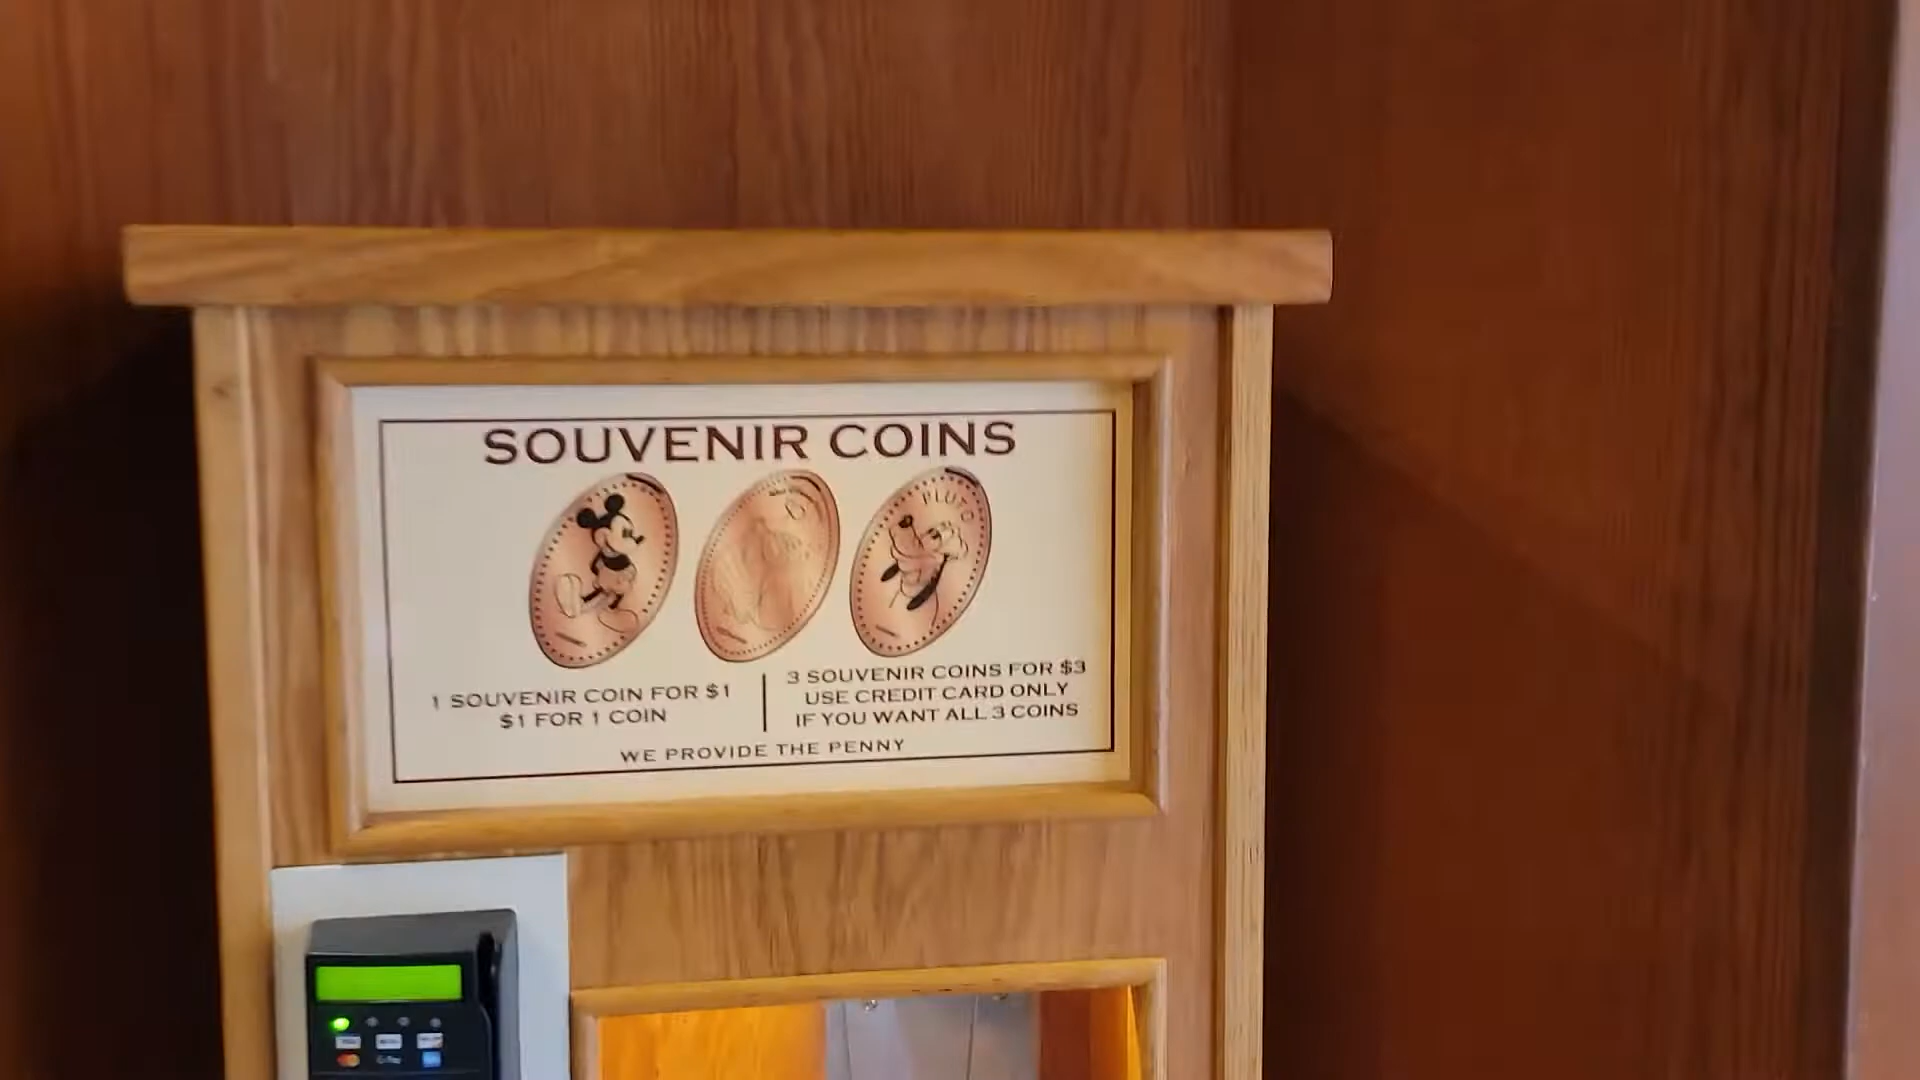 SOUVENIR COINS
PLUTO
1 SOUVENIR COIN FOR $1
$1 FOR 1 COIN
3 SOUVENIR COINS FOR $3
USE CREDIT CARD ONLY
IF YOU WANT ALL 3 COINS
WE PROVIDE THE PENNY